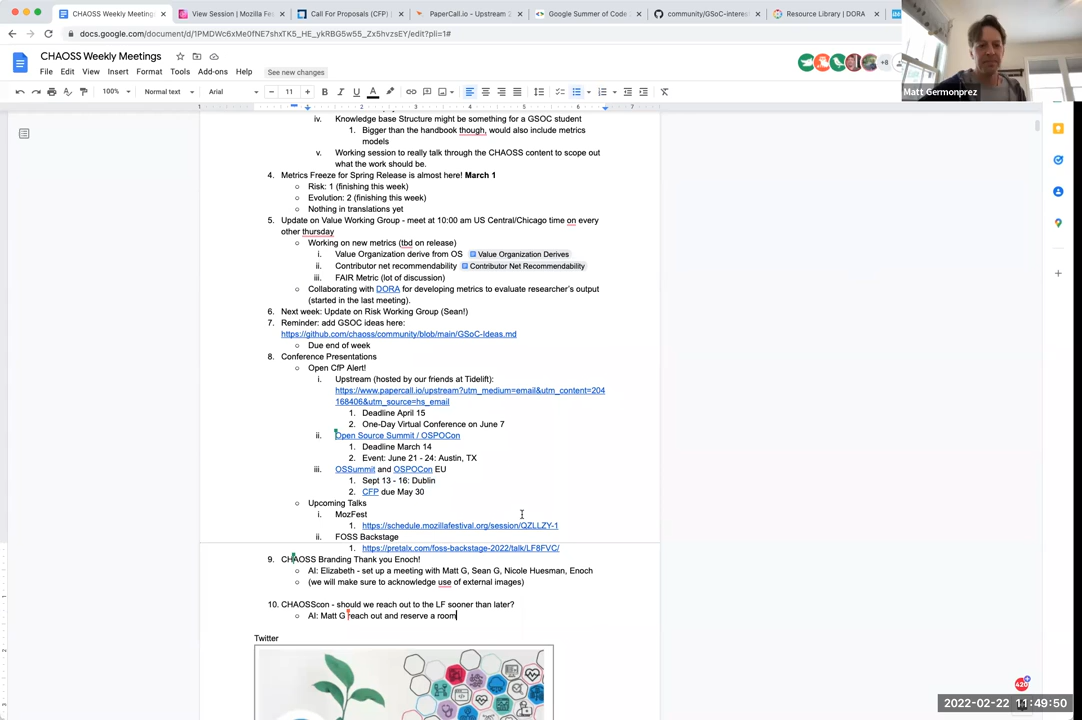 CHAOSS Weekly Meetings
View Session | Mozilla Fe
Call For Proposals (CFP)
PaperCall.io - Upstream 2
Google Summer of Code
community/GSoC-interes
Resource Library | DORA
docs.google.com/document/d/1PMDWc6xMe0fNE7shxTK5_HE_ykRBG5w55_Zx5hvzsEY/edit?pli=1#
CHAOSS Weekly Meetings
+8
File Edit View Insert Format Tools Add-ons Help See new changes
100% Normal text Arial 11
Matt Germonprez
1 2 3 4 5 6 7
iv. Knowledge base Structure might be something for a GSOC student
1. Bigger than the handbook though, would also include metrics
models
v. Working session to really talk through the CHAOSS content to scope out
what the work should be.
4. Metrics Freeze for Spring Release is almost here! March 1
Risk: 1 (finishing this week)
Evolution: 2 (finishing this week)
Nothing in translations yet
5. Update on Value Working Group - meet at 10:00 am US Central/Chicago time on every
other thursday
Working on new metrics (tbd on release)
i. Value Organization derive from OS Value Organization Derives
ii. Contributor net recommendability Contributor Net Recommendability
iii. FAIR Metric (lot of discussion)
Collaborating with DORA for developing metrics to evaluate researcher's output
(started in the last meeting).
6. Next week: Update on Risk Working Group (Sean!)
7. Reminder: add GSOC ideas here:
https://github.com/chaoss/community/blob/main/GSoC-Ideas.md
Due end of week
8. Conference Presentations
Open CfP Alert!
i. Upstream (hosted by our friends at Tidelift):
https://www.papercall.io/upstream?utm_medium=email&utm_content=204
168406&utm_source=hs_email
1. Deadline April 15
2. One-Day Virtual Conference on June 7
ii. Open Source Summit / OSPOCon
1. Deadline March 14
2. Event: June 21 - 24: Austin, TX
iii. OSSummit and OSPOCon EU
1. Sept 13 - 16: Dublin
2. CFP due May 30
Upcoming Talks
i. MozFest
1. https://schedule.mozillafestival.org/session/QZLLZY-1
ii. FOSS Backstage
1. https://pretalx.com/foss-backstage-2022/talk/LF8FVC/
9. CHAOSS Branding Thank you Enoch!
AI: Elizabeth - set up a meeting with Matt G, Sean G, Nicole Huesman, Enoch
(we will make sure to acknowledge use of external images)
10. CHAOSScon - should we reach out to the LF sooner than later?
AI: Matt G reach out and reserve a room
Twitter
420
2022-02-22 11:49:50